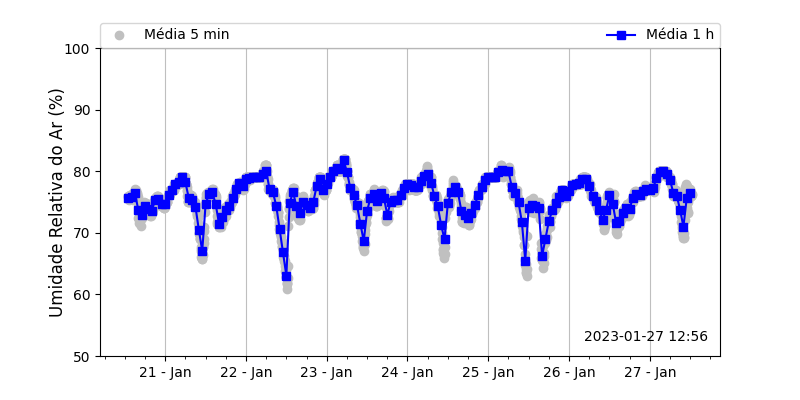 Média 5 min
Média 1 h
Umidade Relativa do Ar (%)
100
90
80
70
60
50
2023-01-27 12:56
21 - Jan
22 - Jan
23 - Jan
24 - Jan
25 - Jan
26 - Jan
27 - Jan